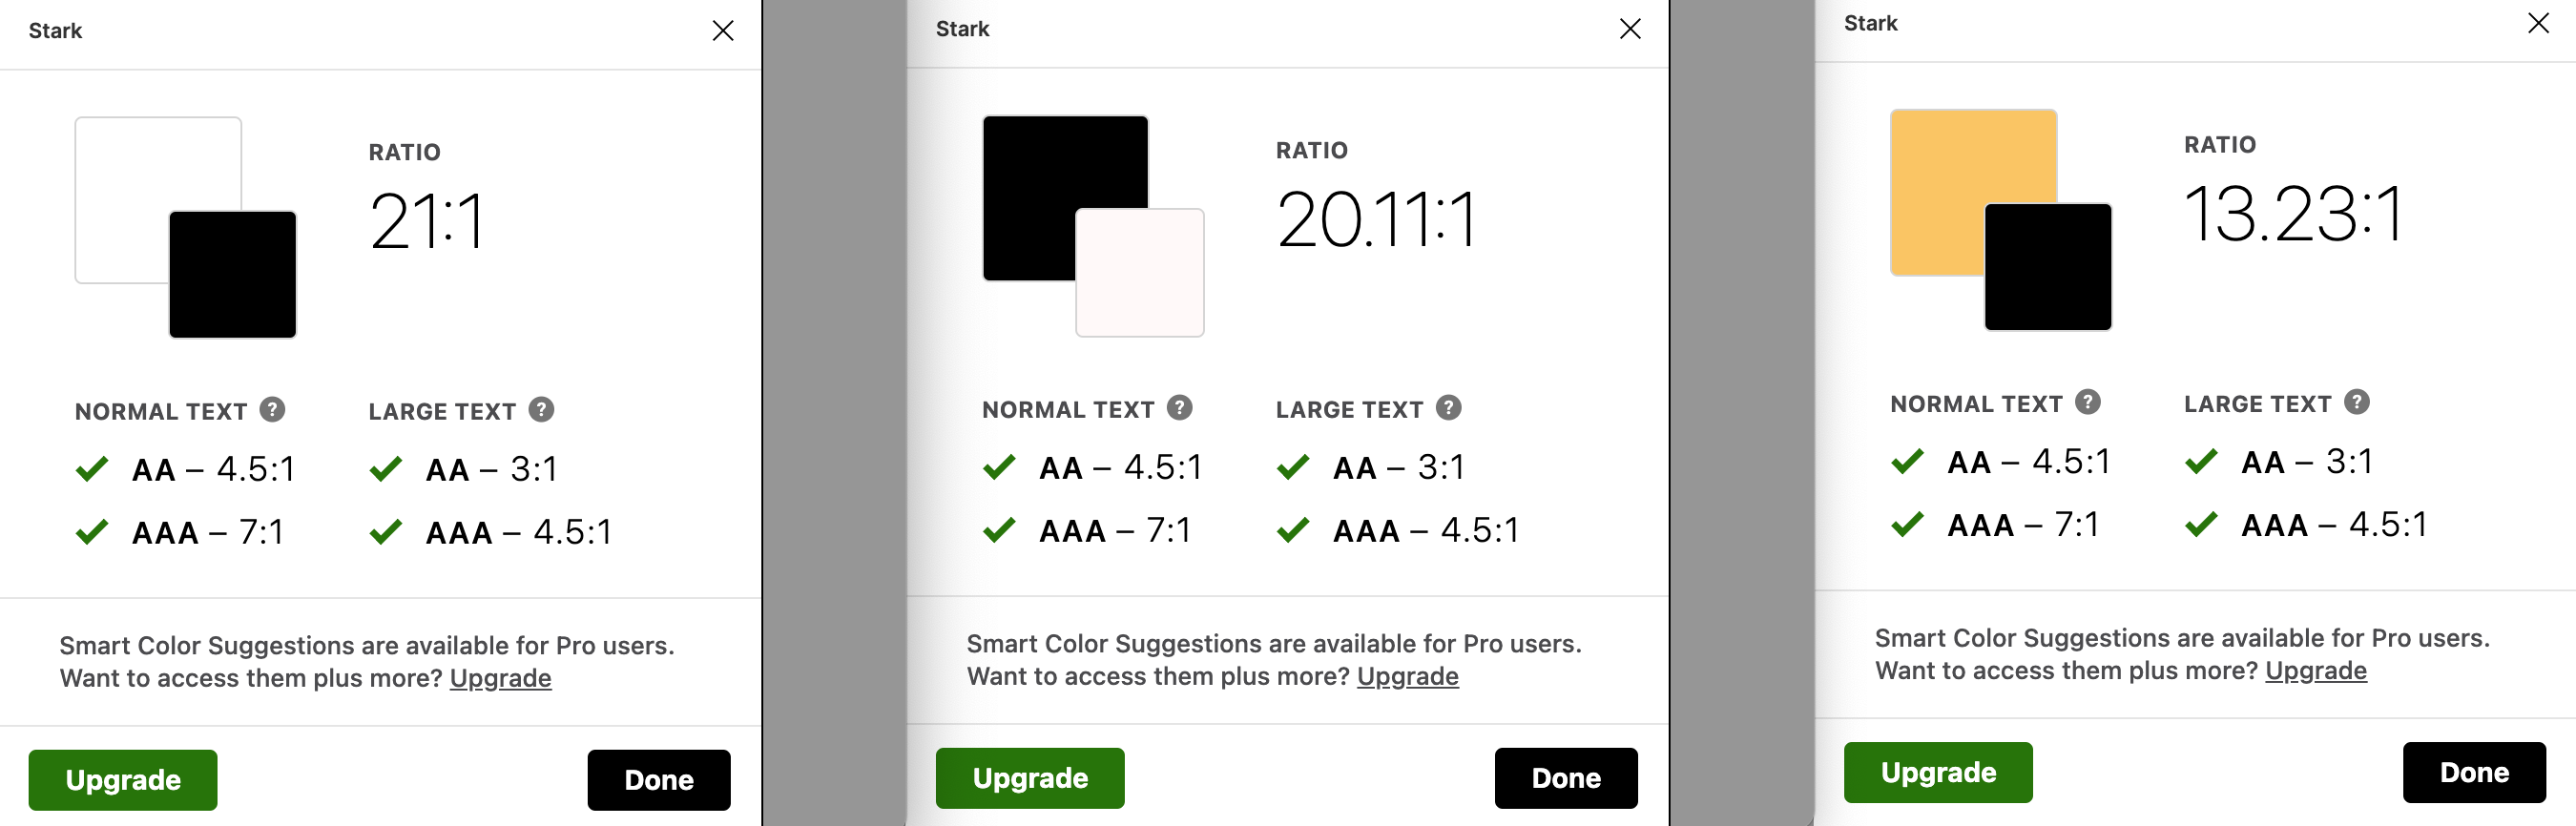 Stark
RATIO
21:1
NORMAL TEXT ?
LARGE TEXT ?
AA – 4.5:1
AA – 3:1
AAA – 7:1
AAA – 4.5:1
Smart Color Suggestions are available for Pro users.
Want to access them plus more? Upgrade
Upgrade
Done
Stark
RATIO
20.11:1
NORMAL TEXT ?
LARGE TEXT ?
AA – 4.5:1
AA – 3:1
AAA – 7:1
AAA – 4.5:1
Smart Color Suggestions are available for Pro users.
Want to access them plus more? Upgrade
Upgrade
Done
Stark
RATIO
13.23:1
NORMAL TEXT ?
LARGE TEXT ?
AA – 4.5:1
AA – 3:1
AAA – 7:1
AAA – 4.5:1
Smart Color Suggestions are available for Pro users.
Want to access them plus more? Upgrade
Upgrade
Done